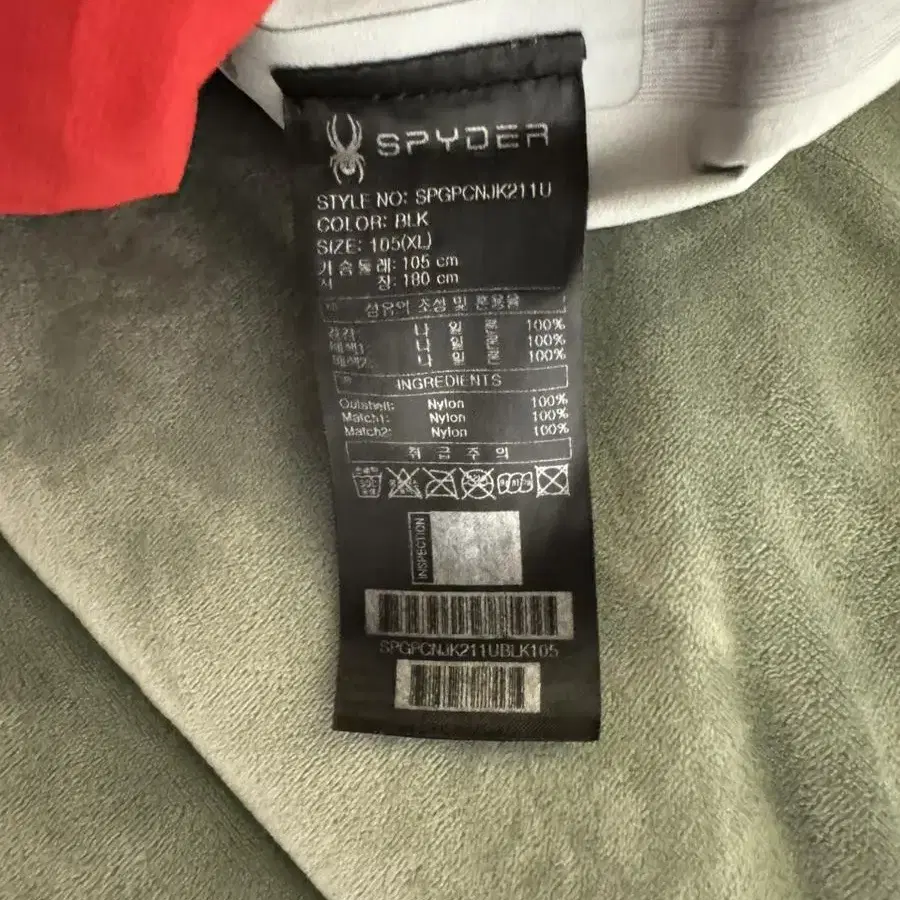 SPYDER
STYLE NO: SPGPCNJK211U
COLOR: BLK
SIZE: 105(XL)
가 슴 둘 레: 105 cm
신 장: 180 cm
섬유의 조성 및 혼용율
겉감: 나 일 론 100%
배색1: 나 일 론 100%
배색2: 나 일 론 100%
INGREDIENTS
Outshell: Nylon 100%
Match1: Nylon 100%
Match2: Nylon 100%
취 급 주 의
INSPECTION
SPGPCNJK211UBLK105